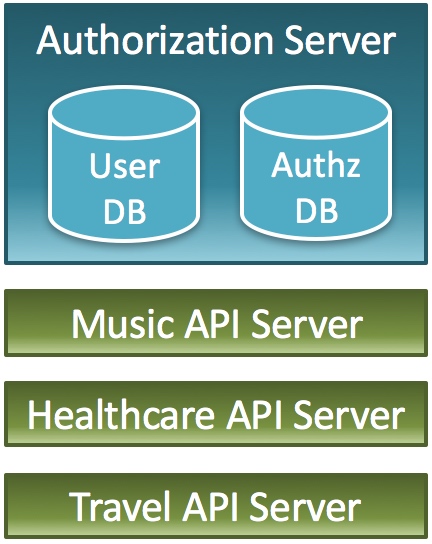 Authorization Server
User
DB
Authz
DB
Music API Server
Healthcare API Server
Travel API Server